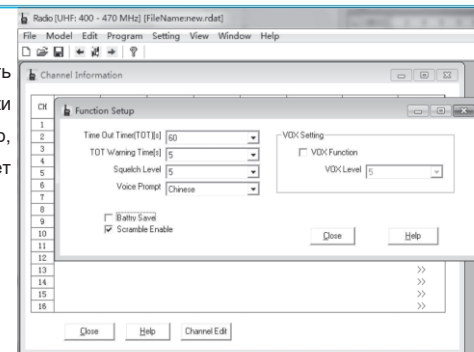 Radio [UHF: 400 - 470 MHz] [FileName:new.rdat]
File Model Edit Program Setting View Window Help
ть
ки
о,
ет
Channel Information
CH
Function Setup
Time Out Timer(TOT)[s] 60
TOT Warning Time[s] 5
Squelch Level 5
Voice Prompt Chinese
VOX Setting
VOX Function
VOX Level 5
Battry Save
Scramble Enable
Close Help
1
2
3
4
5
6
7
8
9
10
11
12
13 >>
14 >>
15 >>
16 >>
Close Help Channel Edit